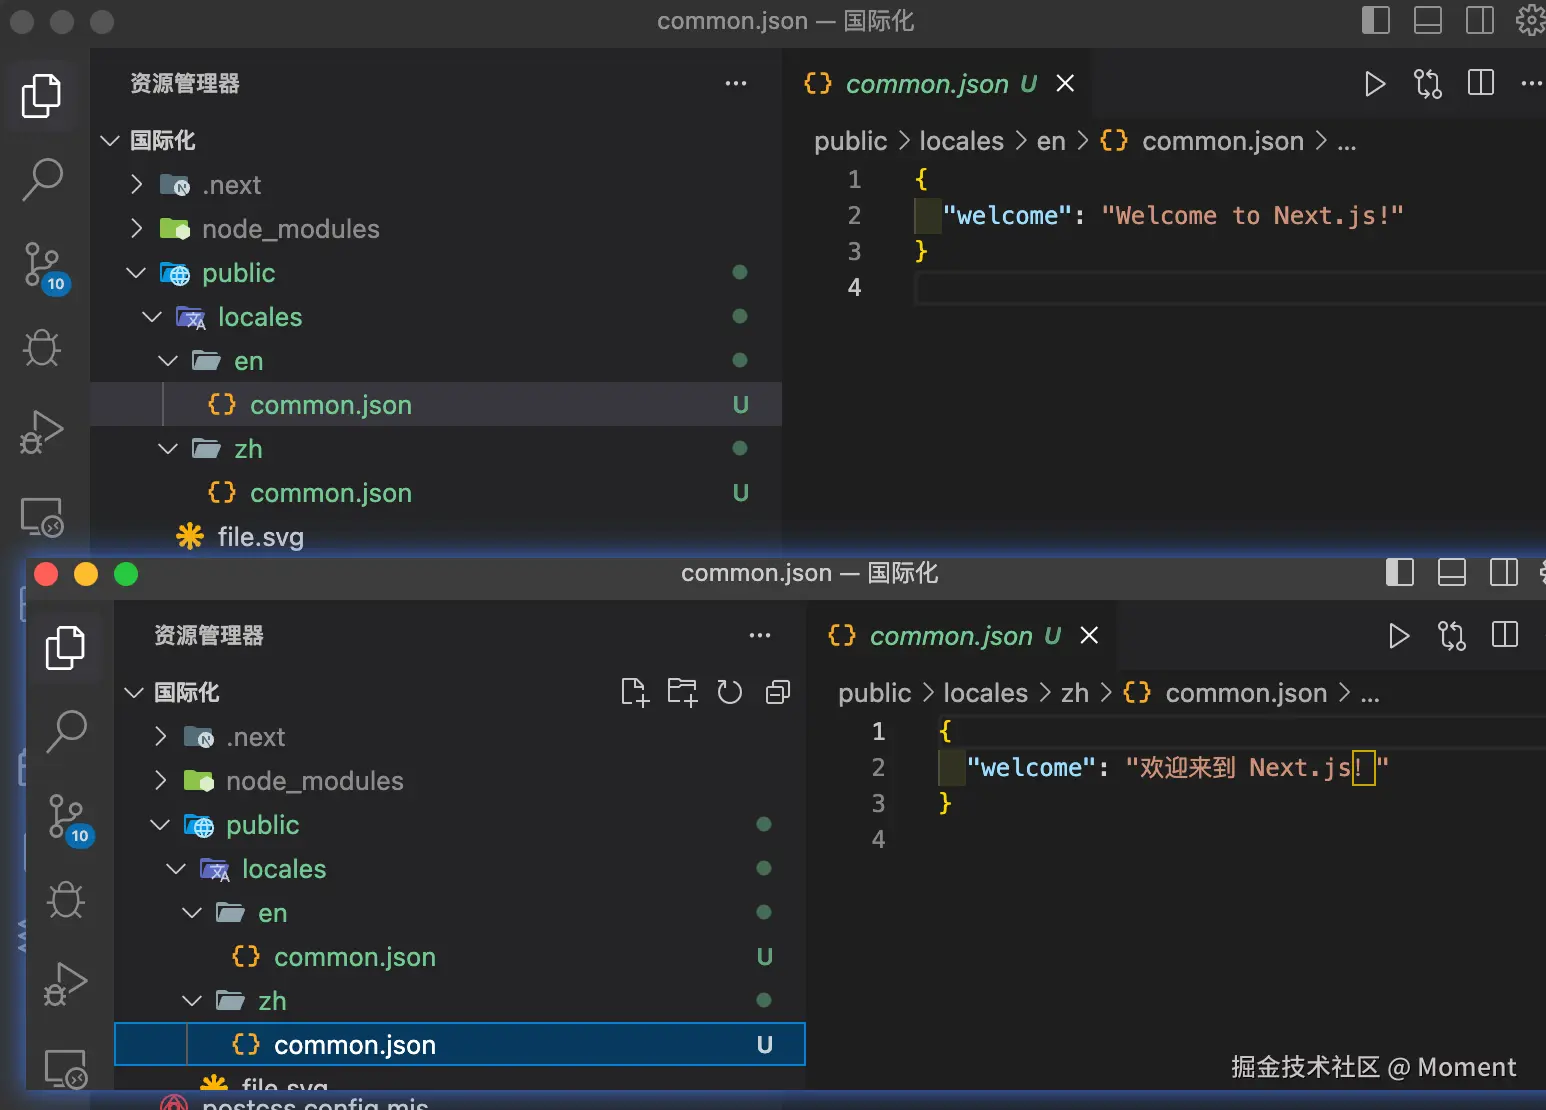 common.json — 国际化
资源管理器
common.json U
国际化
public > locales > en > common.json > ...
.next
node_modules
public
locales
en
common.json U
zh
common.json U
file.svg
10
1 {
2 "welcome": "Welcome to Next.js!"
3 }
4
common.json — 国际化
资源管理器
common.json U
国际化
public > locales > zh > common.json > ...
.next
node_modules
public
locales
en
common.json U
zh
common.json U
file.svg
10
1 {
2 "welcome": "欢迎来到 Next.js！"
3 }
4
掘金技术社区 @ Moment
postcss.config.mjs